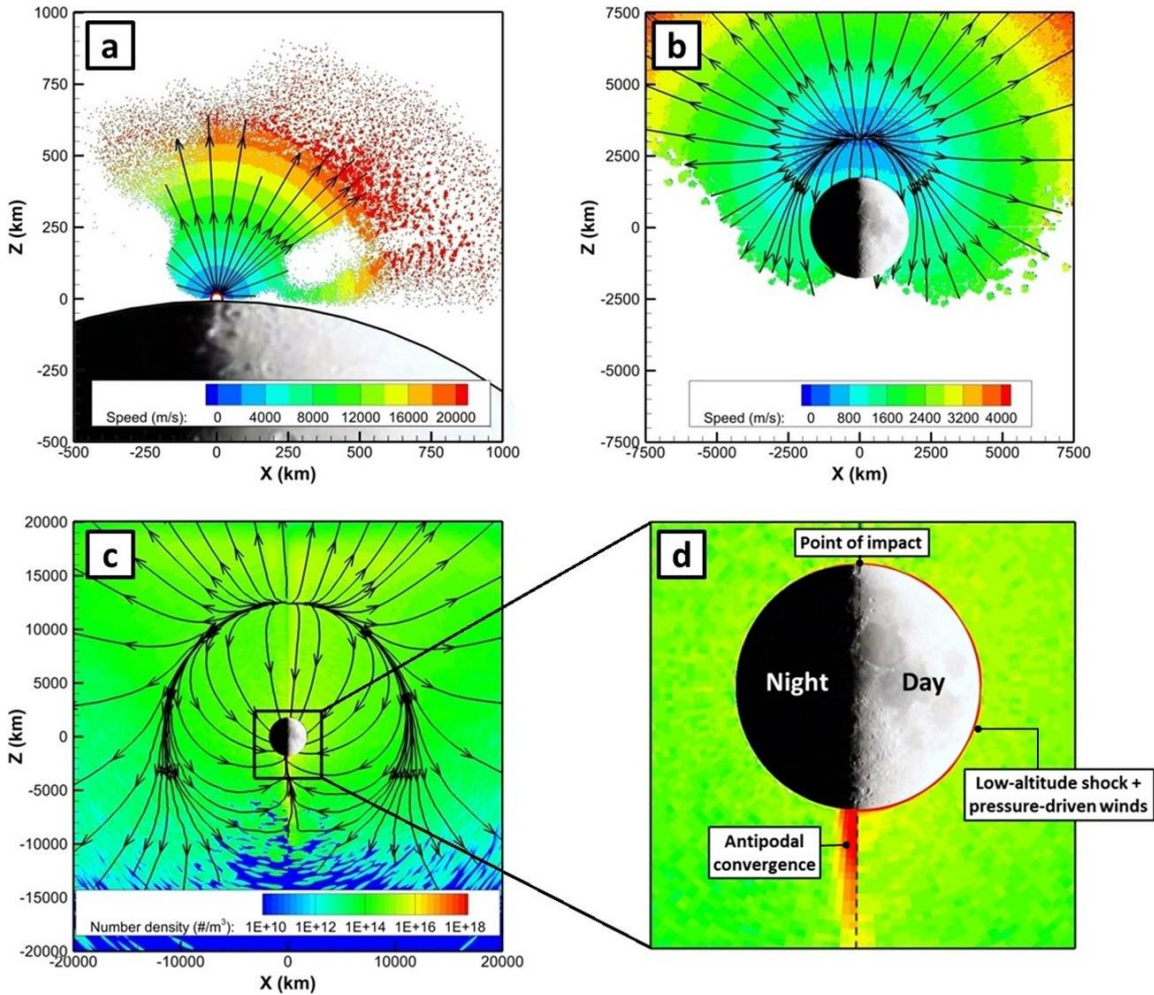 a
1000
750
500
250
0
-250
-500
Z (km)
Speed (m/s):
0 4000 8000 12000 16000 20000
-500 -250 0 250 500 750 1000
X (km)
b
7500
5000
2500
0
-2500
-5000
-7500
Z (km)
Speed (m/s):
0 800 1600 2400 3200 4000
-7500 -5000 -2500 0 2500 5000 7500
X (km)
c
20000
15000
10000
5000
0
-5000
-10000
-15000
-20000
Z (km)
Number density (#/m³):
1E+10 1E+12 1E+14 1E+16 1E+18
-20000 -10000 0 10000 20000
X (km)
d
Point of impact
Night
Day
Low-altitude shock +
pressure-driven winds
Antipodal
convergence